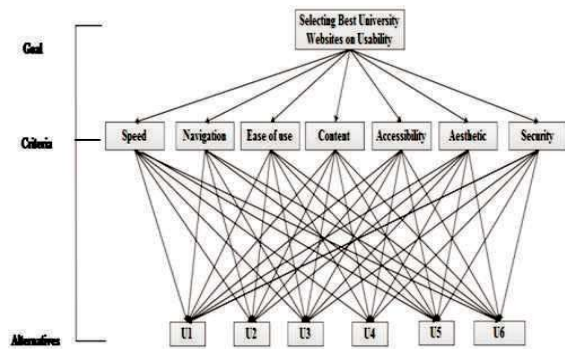 Selecting Best University
Websites on Usability
Goal
Criteria
Speed
Navigation
Ease of use
Content
Accessibility
Aesthetic
Security
Alternatives
U1
U2
U3
U4
U5
U6